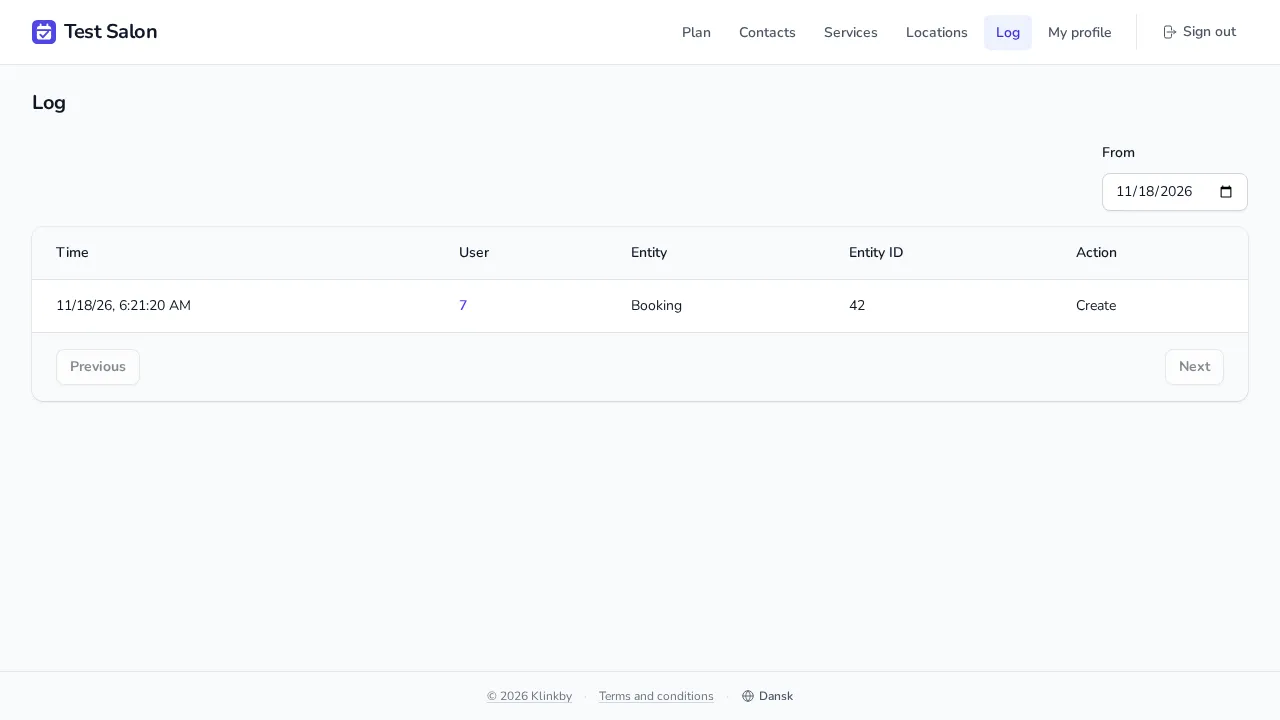 Test Salon
Plan Contacts Services Locations Log My profile Sign out
Log
From
11/18/2026
Time User Entity Entity ID Action
11/18/26, 6:21:20 AM 7 Booking 42 Create
Previous Next
© 2026 Klinkby · Terms and conditions · Dansk